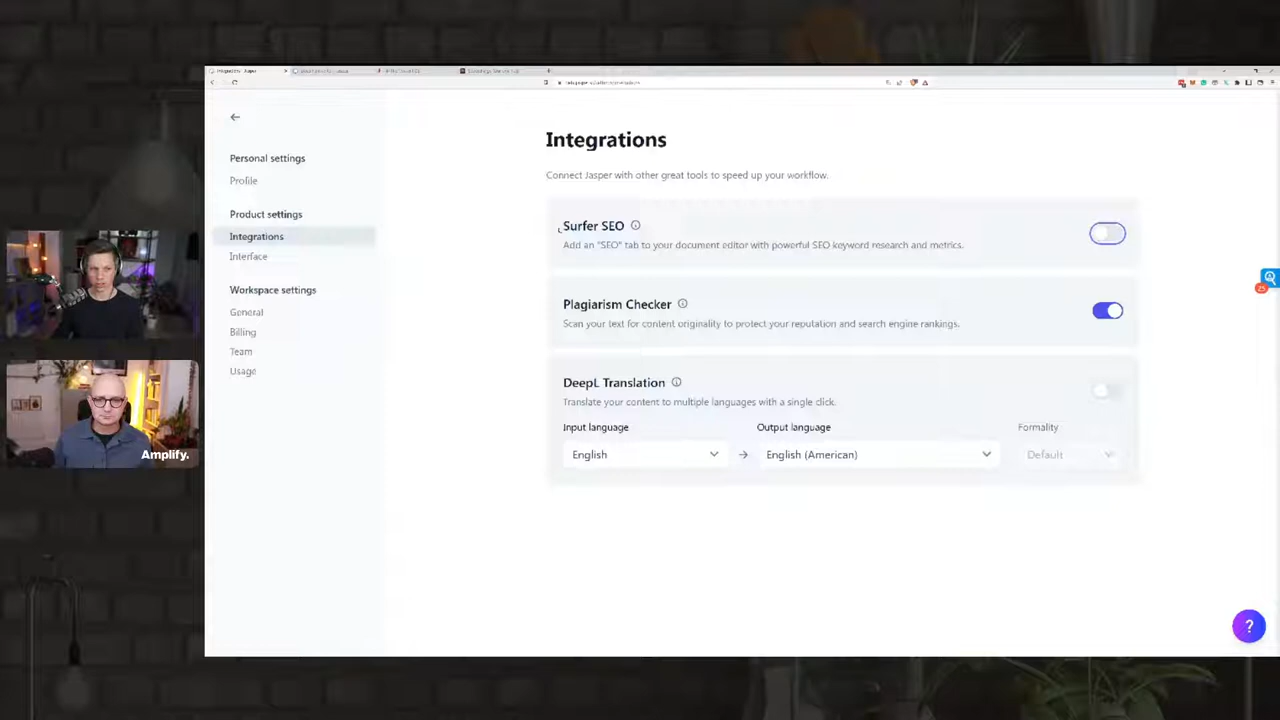 Personal settings
Profile
Product settings
Integrations
Interface
Workspace settings
General
Billing
Team
Usage
Integrations
Connect Jasper with other great tools to speed up your workflow.
Surfer SEO
Add an "SEO" tab to your document editor with powerful SEO keyword research and metrics.
Plagiarism Checker
Scan your text for content originality to protect your reputation and search engine rankings.
DeepL Translation
Translate your content to multiple languages with a single click.
Input language
Output language
Formality
English
English (American)
Default
Amplify.
25
?